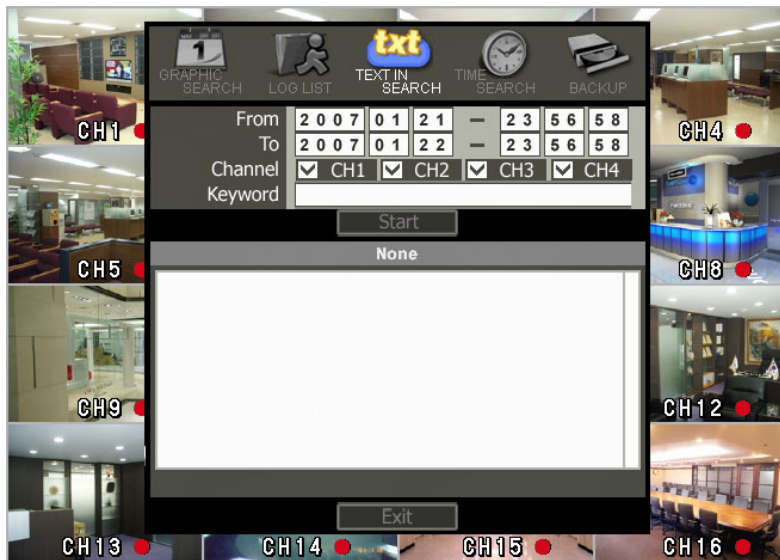 GRAPHIC
SEARCH
LOG LIST
txt
TEXT IN
SEARCH
TIME
SEARCH
BACKUP
1
From 2007 01 21 – 23 56 58
To 2007 01 22 – 23 56 58
Channel CH1 CH2 CH3 CH4
Keyword
Start
None
Exit
CH1
CH4
CH5
CH8
CH9
CH12
CH13
CH14
CH15
CH16